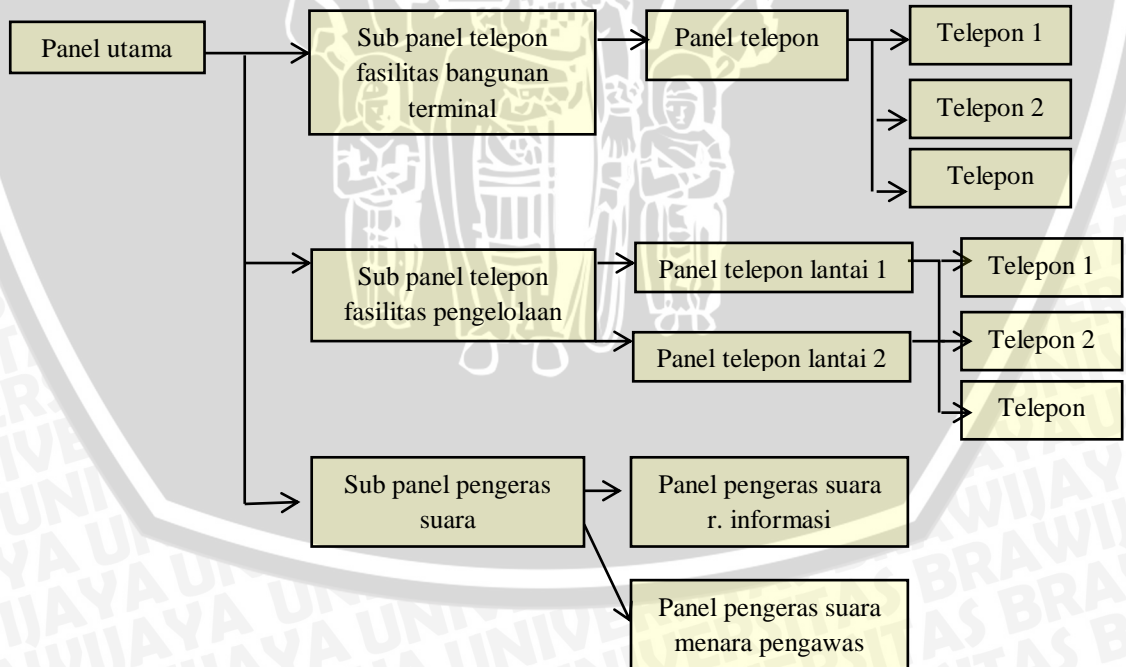 Panel utama
Sub panel telepon
fasilitas bangunan
terminal
Panel telepon
Telepon 1
Telepon 2
Telepon
Sub panel telepon
fasilitas pengelolaan
Panel telepon lantai 1
Panel telepon lantai 2
Telepon 1
Telepon 2
Telepon
Sub panel pengeras
suara
Panel pengeras suara
r. informasi
Panel pengeras suara
menara pengawas